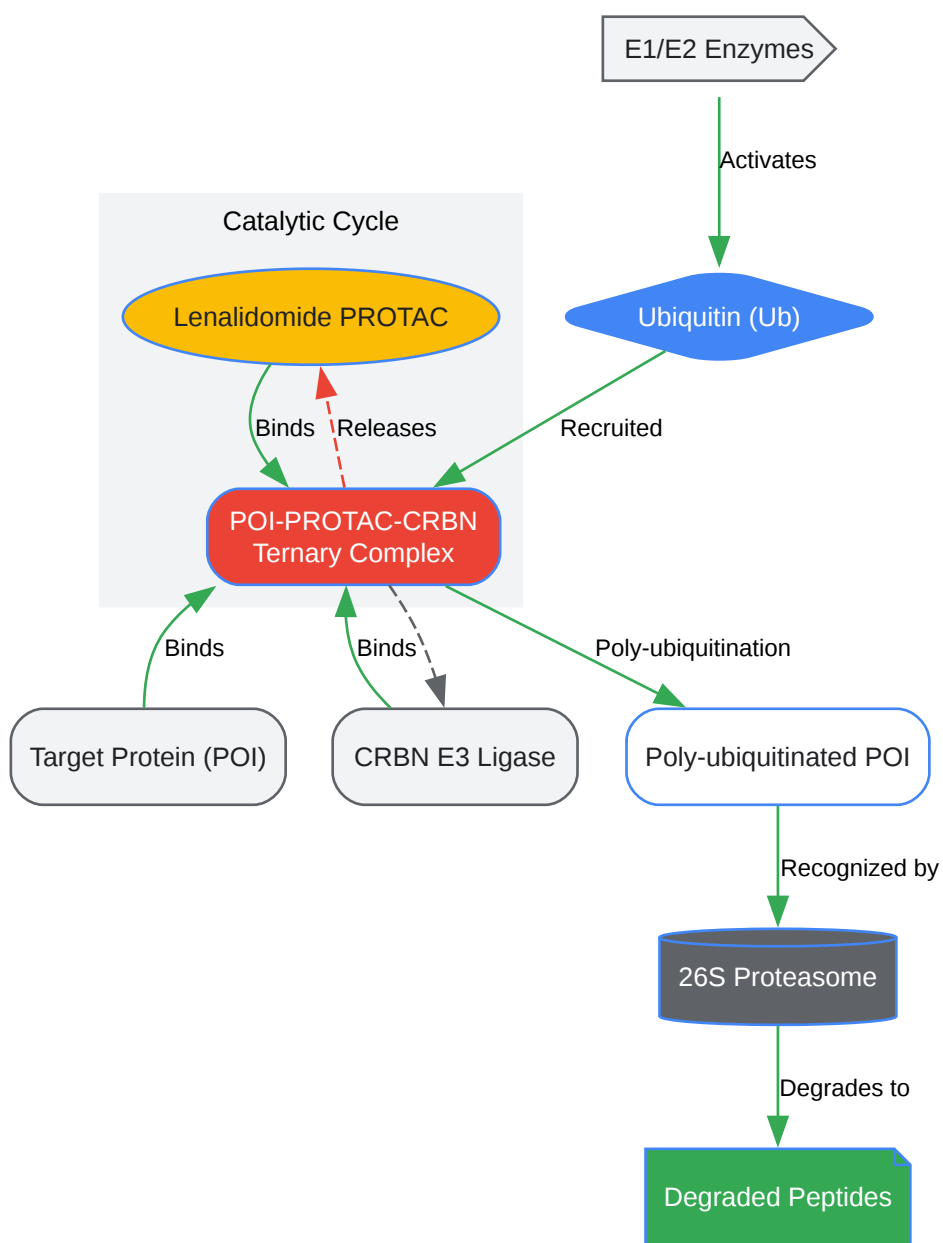 E1/E2 Enzymes
Activates
Catalytic Cycle
Lenalidomide PROTAC
Ubiquitin (Ub)
Binds
Releases
Recruited
POI-PROTAC-CRBN
Ternary Complex
Binds
Binds
Poly-ubiquitination
Target Protein (POI)
CRBN E3 Ligase
Poly-ubiquitinated POI
Recognized by
26S Proteasome
Degrades to
Degraded Peptides